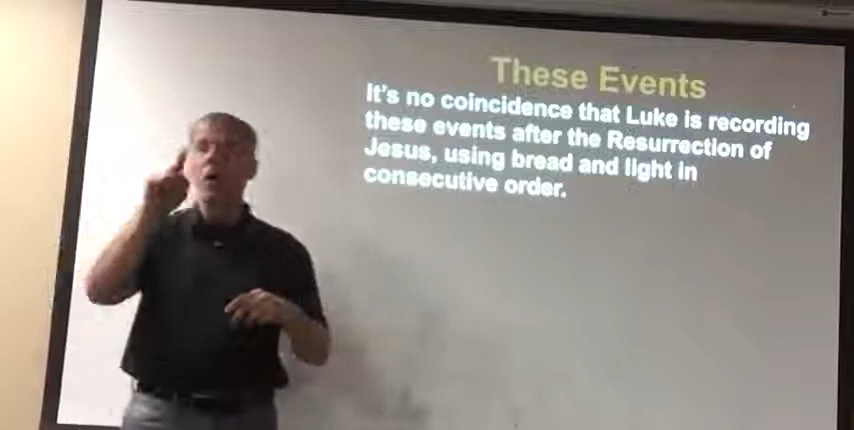 These Events
It's no coincidence that Luke is recording
these events after the Resurrection of
Jesus, using bread and light in
consecutive order.